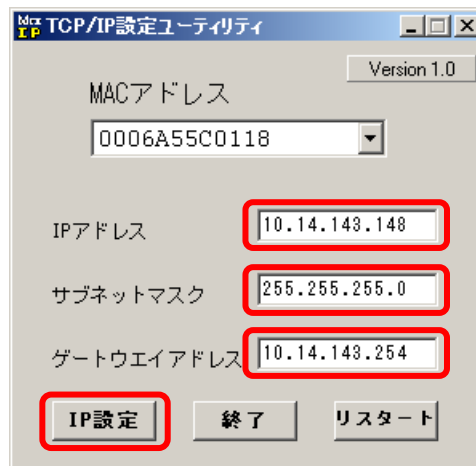 Mac IP TCP/IP設定ユーティリティ
Version 1.0
MACアドレス
0006A55C0118
IPアドレス 10.14.143.148
サブネットマスク 255.255.255.0
ゲートウエイアドレス 10.14.143.254
IP設定 終了 リスタート